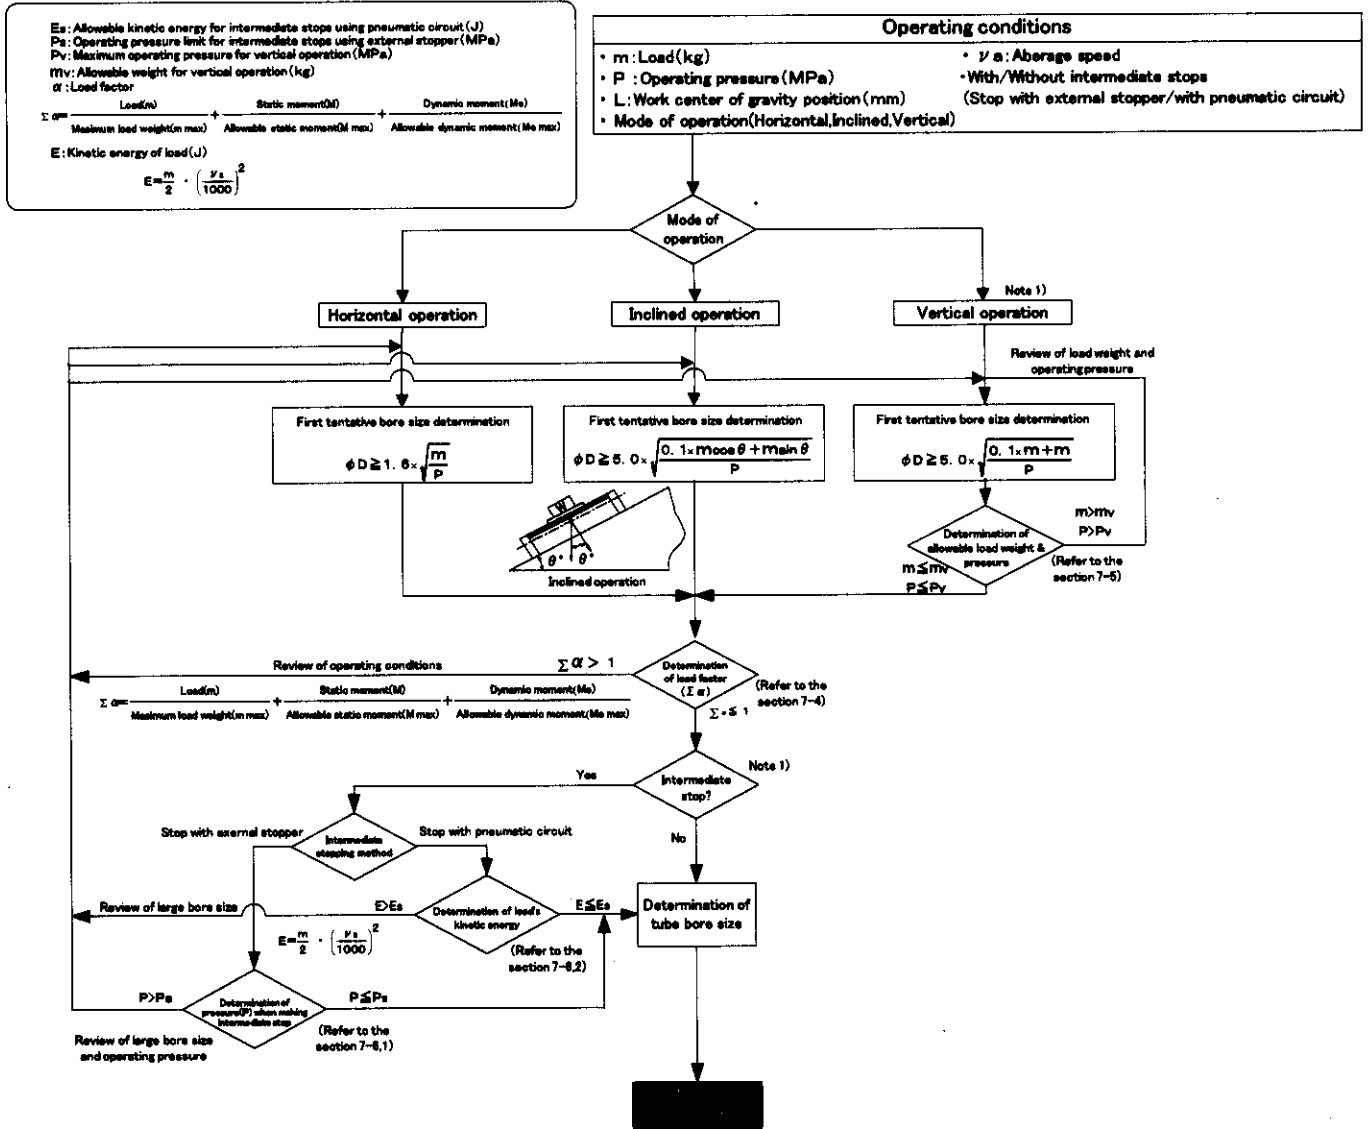 Es: Allowable kinetic energy for intermediate stops using pneumatic circuit (J)
Ps: Operating pressure limit for intermediate stops using external stopper (MPa)
Pv: Maximum operating pressure for vertical operation (MPa)
mv: Allowable weight for vertical operation (kg)
α: Load factor
Σ α= Load(m) / Maximum load weight(m max) + Static moment(M) / Allowable static moment(M max) + Dynamic moment(Me) / Allowable dynamic moment(Me max)
E: Kinetic energy of load (J)
E= m/2 · (νa/1000)²
Operating conditions
・ m: Load(kg)
・ P : Operating pressure (MPa)
・ L: Work center of gravity position (mm)
・ Mode of operation(Horizontal,Inclined,Vertical)
・ ν a: Aberage speed
・With/Without intermediate stops
(Stop with external stopper/with pneumatic circuit)
Mode of
operation
Note 1)
Horizontal operation
Inclined operation
Vertical operation
Review of load weight and
operating pressure
First tentative bore size determination
φD≧1.6×√(m/P)
First tentative bore size determination
φD≧5.0×√((0.1×mcosθ+msinθ)/P)
First tentative bore size determination
φD≧5.0×√((0.1×m+m)/P)
W
θ°
θ°
Inclined operation
m>mv
P>Pv
Determination of
allowable load weight &
pressure
(Refer to the
section 7-5)
m≦mv
P≦Pv
Review of operating conditions
Σ α > 1
Determination
of load factor
(Σ α)
(Refer to the
section 7-4)
Σ α= Load(m) / Maximum load weight(m max) + Static moment(M) / Allowable static moment(M max) + Dynamic moment(Me) / Allowable dynamic moment(Me max)
Σ α ≦ 1
Yes
Intermediate
stop?
Note 1)
No
Stop with exernal stopper
Intermediate
stopping method
Stop with pneumatic circuit
Review of large bore size
E>Es
Determination of load's
kinetic energy
E≦Es
Determination of
tube bore size
E= m/2 · (νa/1000)²
(Refer to the
section 7-6,2)
P>Ps
Determination of
pressure(P) when making
intermediate stop
P≦Ps
(Refer to the
section 7-6,1)
Review of large bore size
and operating pressure